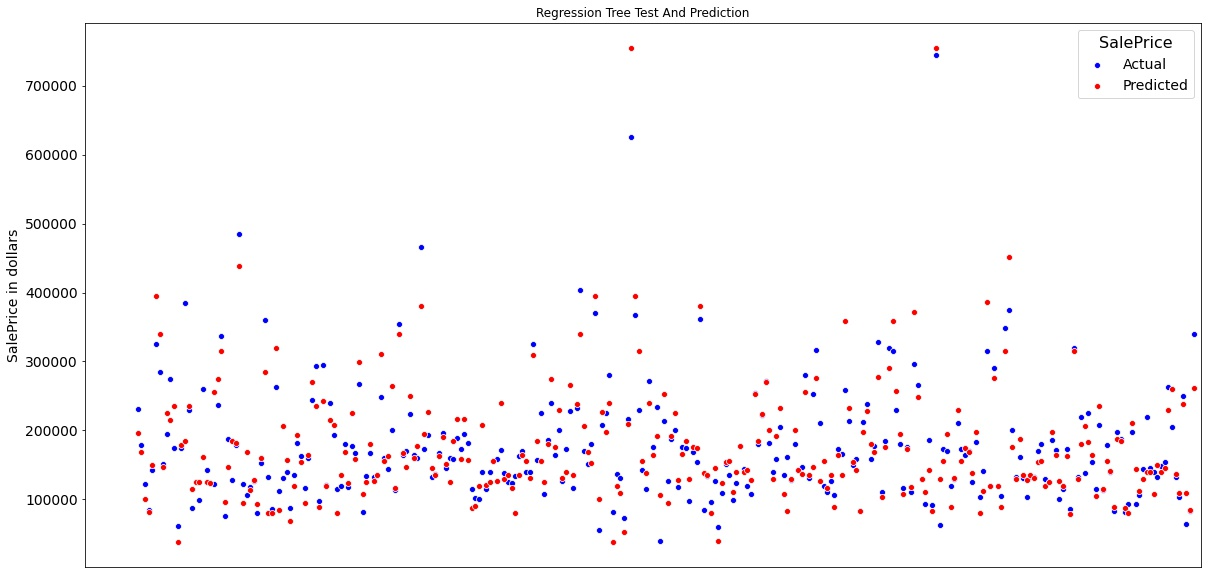 Regression Tree Test And Prediction
SalePrice
Actual
Predicted
700000
600000
500000
400000
300000
200000
100000
SalePrice in dollars